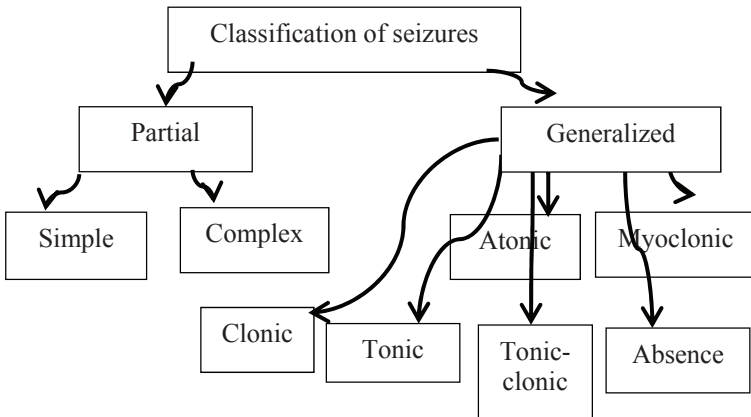 Classification of seizures
Partial
Generalized
Simple
Complex
Atonic
Myoclonic
Clonic
Tonic
Tonic-
clonic
Absence